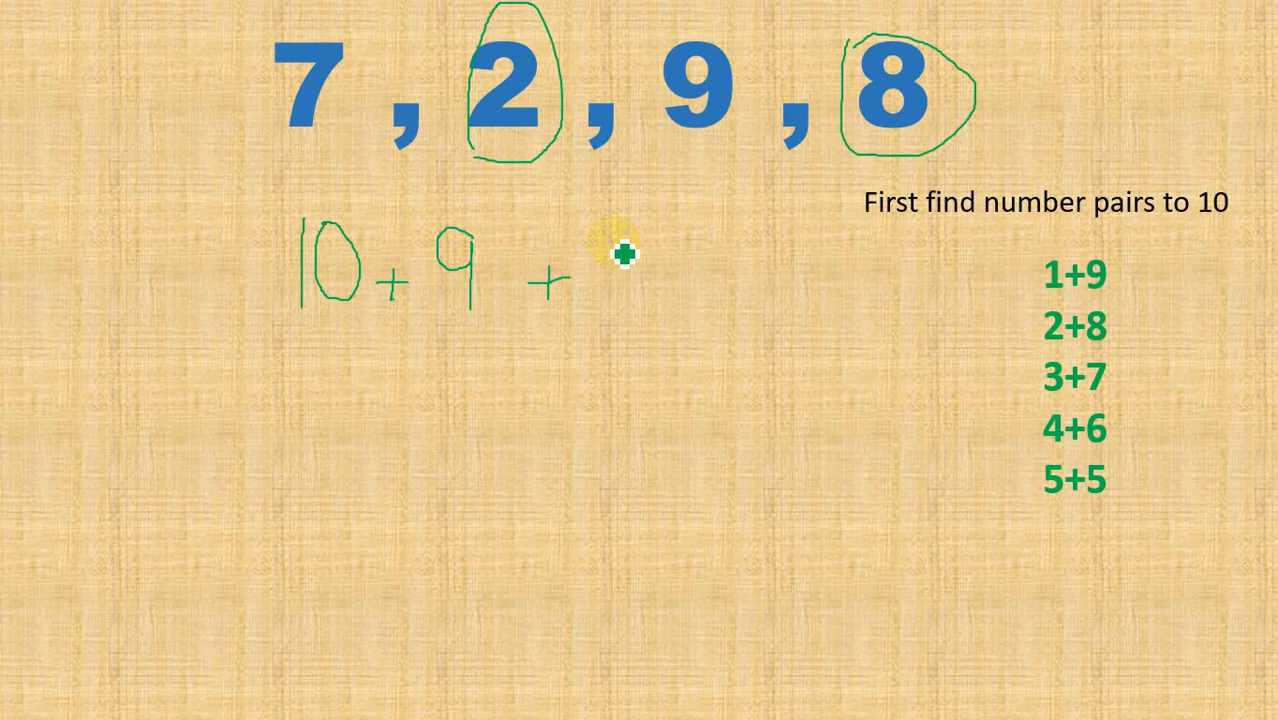 7 , 2 , 9 , 8
First find number pairs to 10
10 + 9 +
1+9
2+8
3+7
4+6
5+5